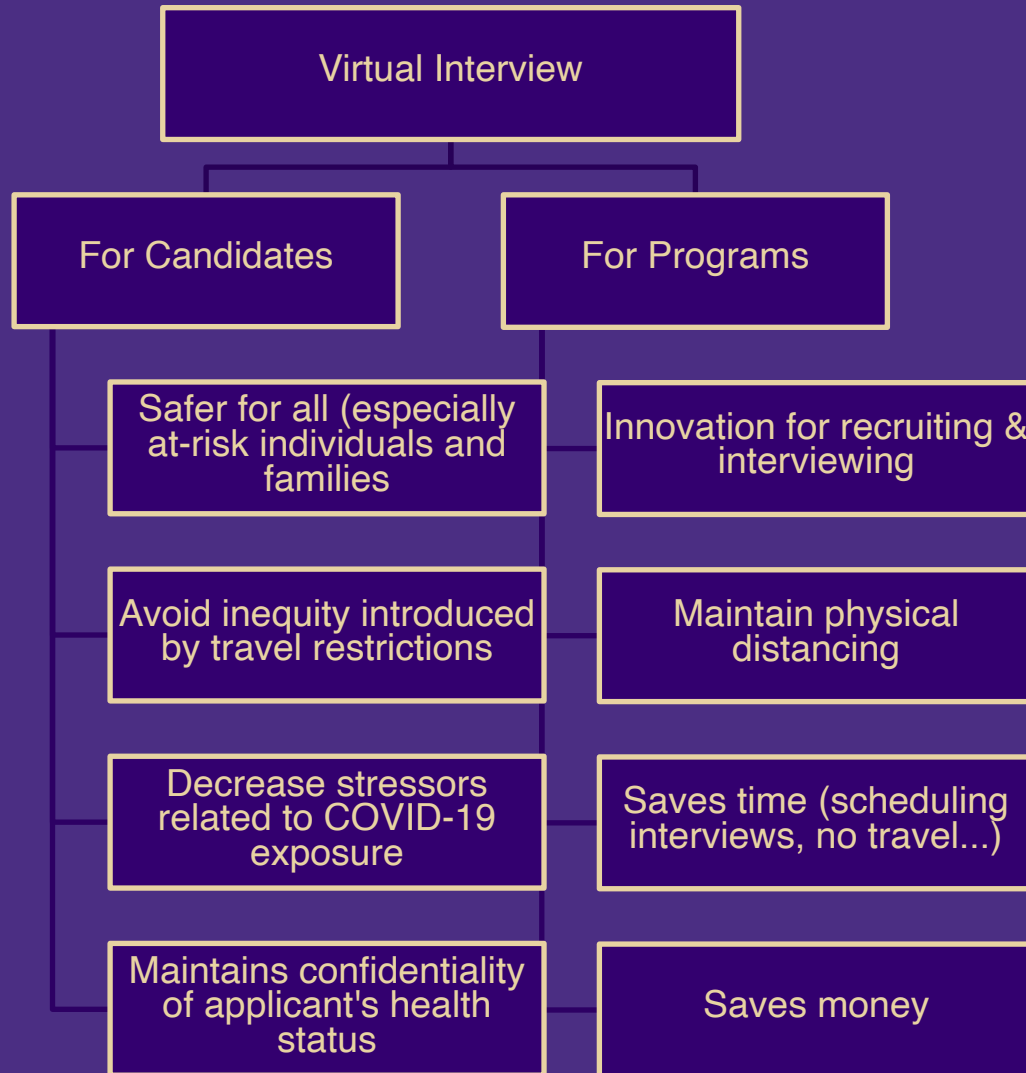 Virtual Interview
For Candidates
For Programs
Safer for all (especially
at-risk individuals and
families
Innovation for recruiting &
interviewing
Avoid inequity introduced
by travel restrictions
Maintain physical
distancing
Decrease stressors
related to COVID-19
exposure
Saves time (scheduling
interviews, no travel...)
Maintains confidentiality
of applicant's health
status
Saves money